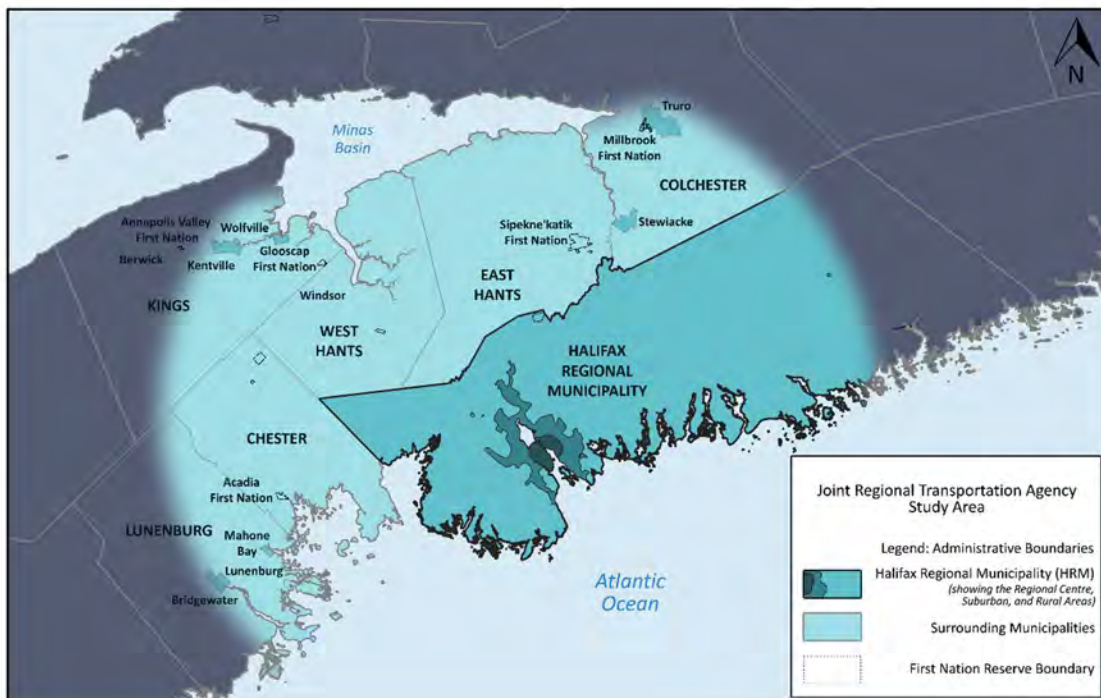 N
Truro
Minas
Basin
Millbrook
First Nation
COLCHESTER
Annapolis Valley
First Nation
Wolfville
Stewiacke
Sipekne'katik
First Nation
Glooscap
First Nation
Berwick
Kentville
EAST
HANTS
Windsor
KINGS
WEST
HANTS
HALIFAX
REGIONAL
MUNICIPALITY
CHESTER
Acadia
First Nation
LUNENBURG
Mahone
Bay
Lunenburg
Bridgewater
Atlantic
Ocean
Joint Regional Transportation Agency
Study Area
Legend: Administrative Boundaries
Halifax Regional Municipality (HRM)
(showing the Regional Centre,
Suburban, and Rural Areas)
Surrounding Municipalities
First Nation Reserve Boundary